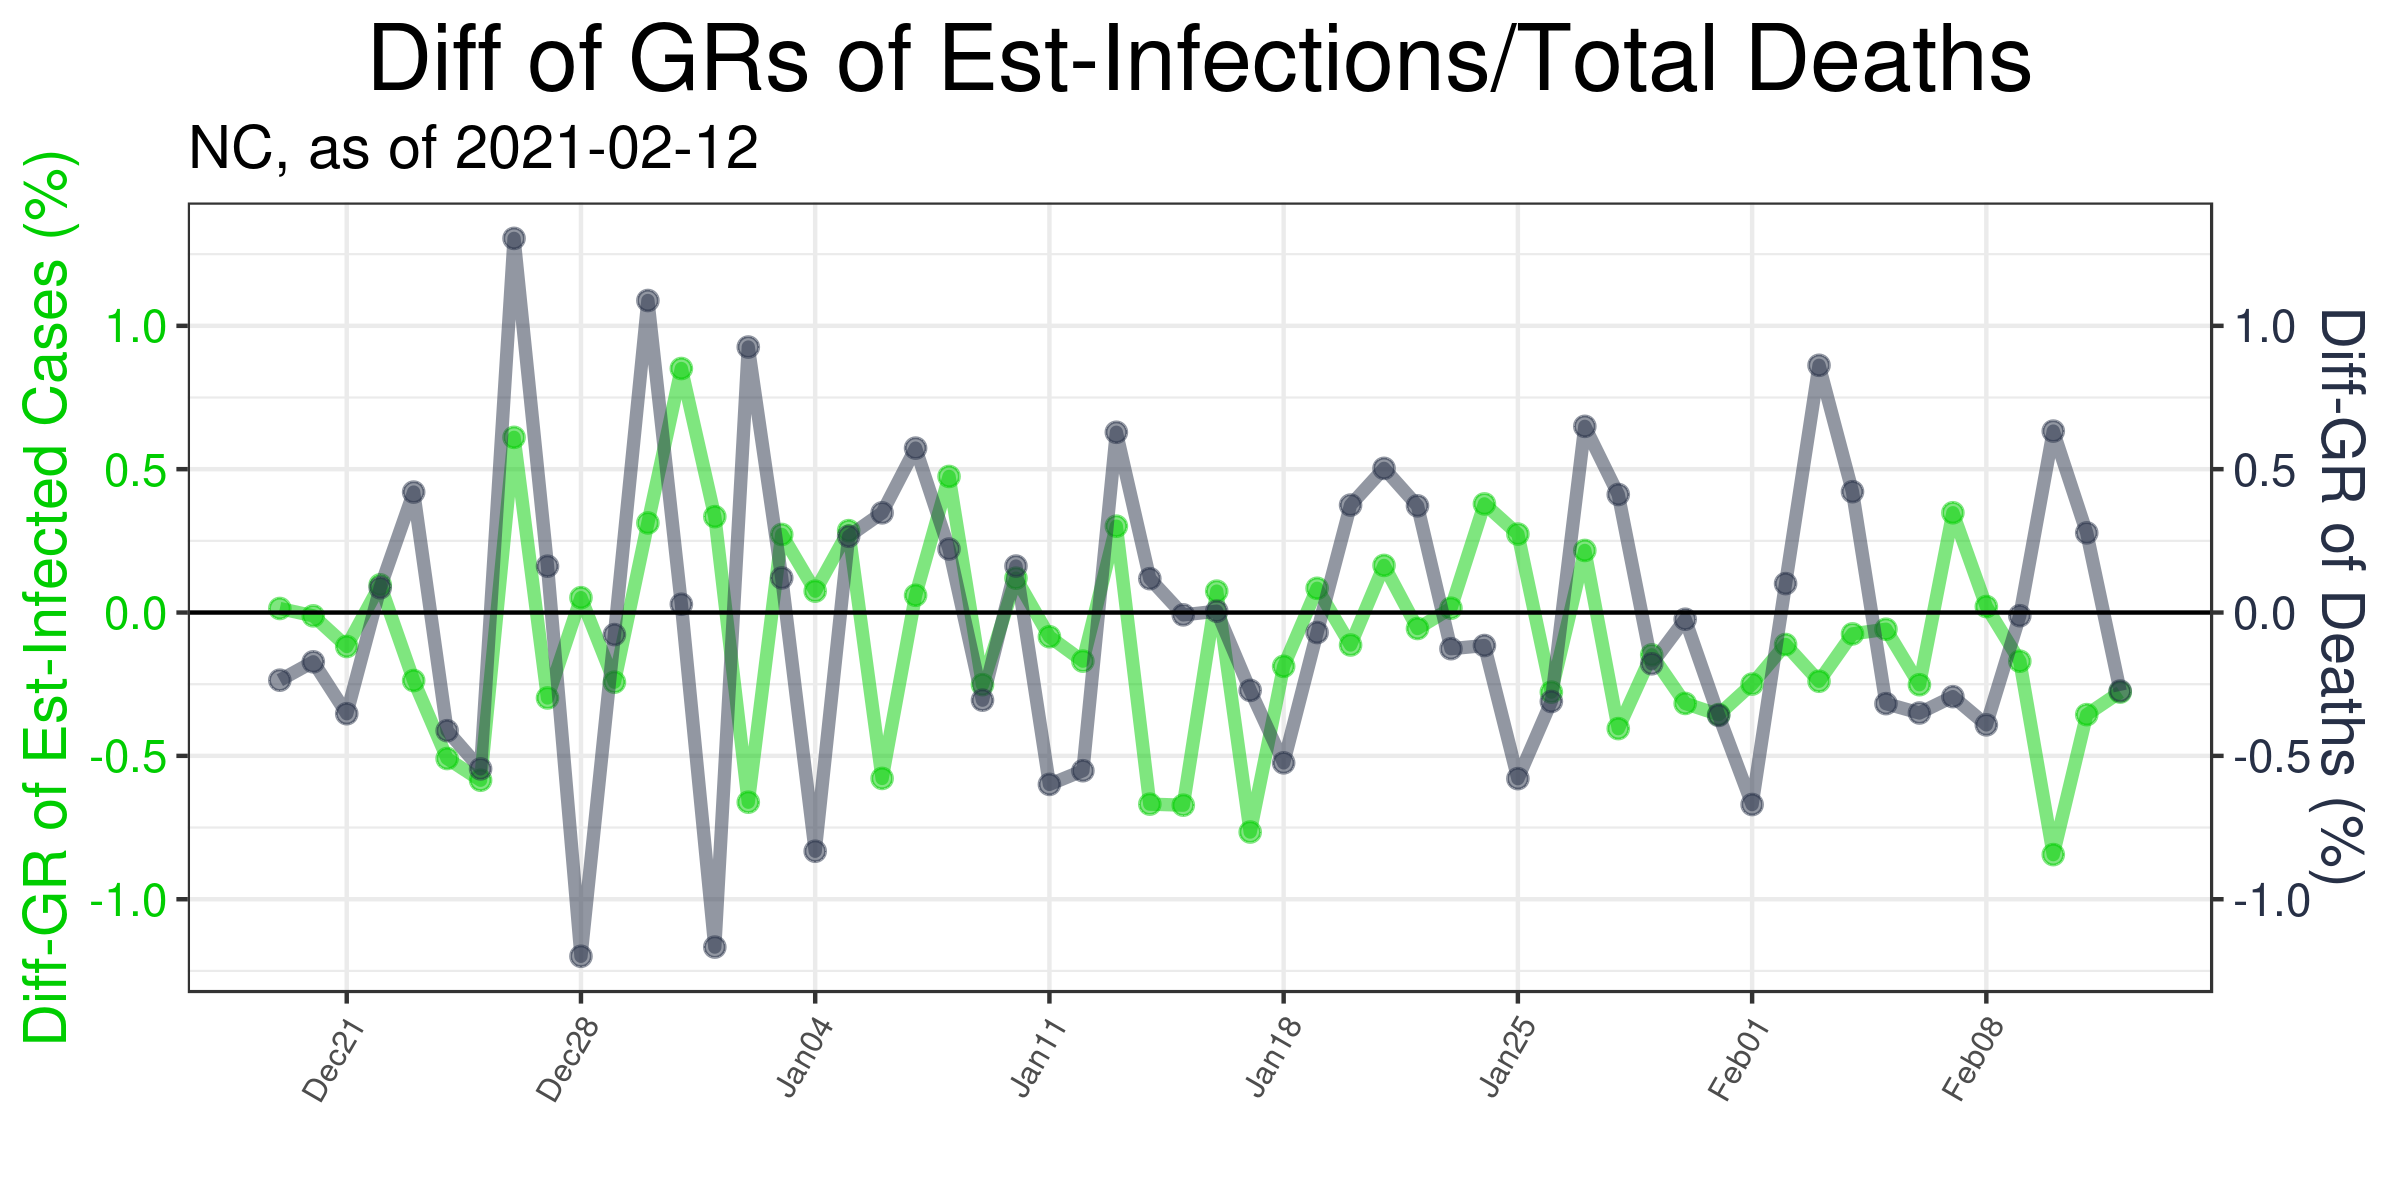 Diff of GRs of Est-Infections/Total Deaths
NC, as of 2021-02-12
Diff-GR of Est-Infected Cases (%)
1.0
0.5
0.0
-0.5
-1.0
1.0
0.5
0.0
-0.5
-1.0
Diff-GR of Deaths (%)
Dec21
Dec28
Jan04
Jan11
Jan18
Jan25
Feb01
Feb08